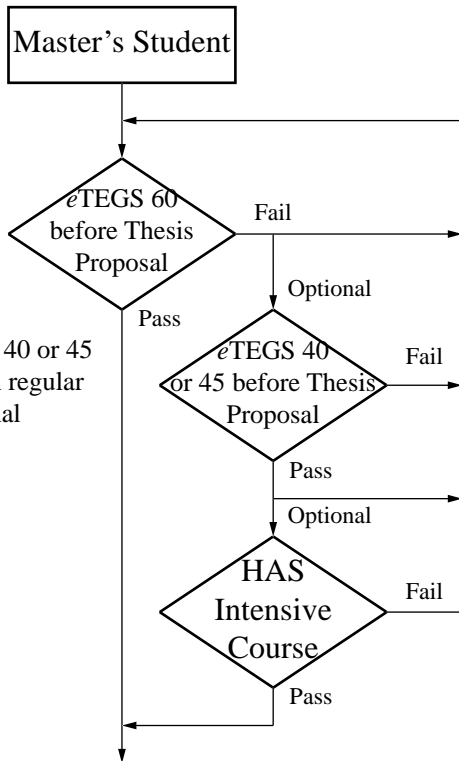 Master's Student
eTEGS 60
before Thesis
Proposal
Fail
Optional
Pass
40 or 45
regular
eTEGS 40
or 45 before Thesis
Proposal
Fail
Pass
Optional
HAS
Intensive
Course
Fail
Pass